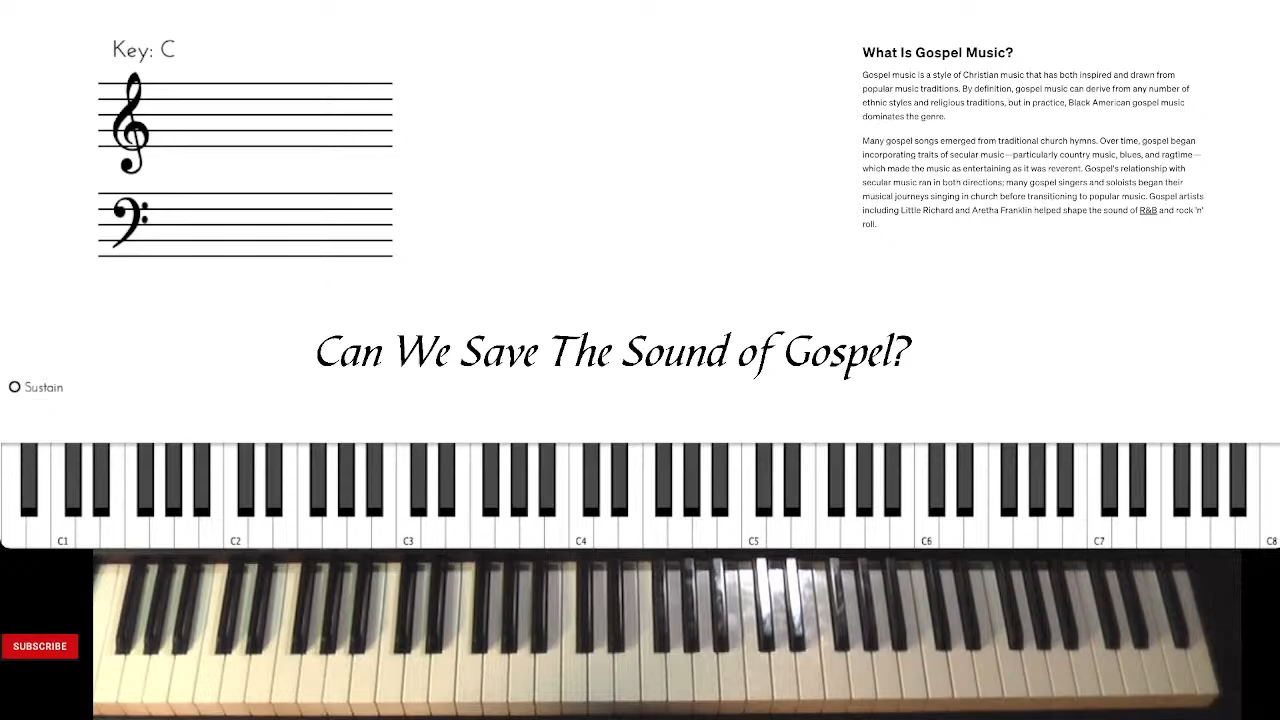 Key: C
What Is Gospel Music?
Gospel music is a style of Christian music that has both inspired and drawn from
popular music traditions. By definition, gospel music can derive from any number of
ethnic styles and religious traditions, but in practice, Black American gospel music
dominates the genre.
Many gospel songs emerged from traditional church hymns. Over time, gospel began
incorporating traits of secular music—particularly country music, blues, and ragtime—
which made the music as entertaining as it was reverent. Gospel's relationship with
secular music ran in both directions; many gospel singers and soloists began their
musical journeys singing in church before transitioning to popular music. Gospel artists
including Little Richard and Aretha Franklin helped shape the sound of R&B and rock 'n'
roll.
Can We Save The Sound of Gospel?
Sustain
C1 C2 C3 C4 C5 C6 C7 C8
SUBSCRIBE